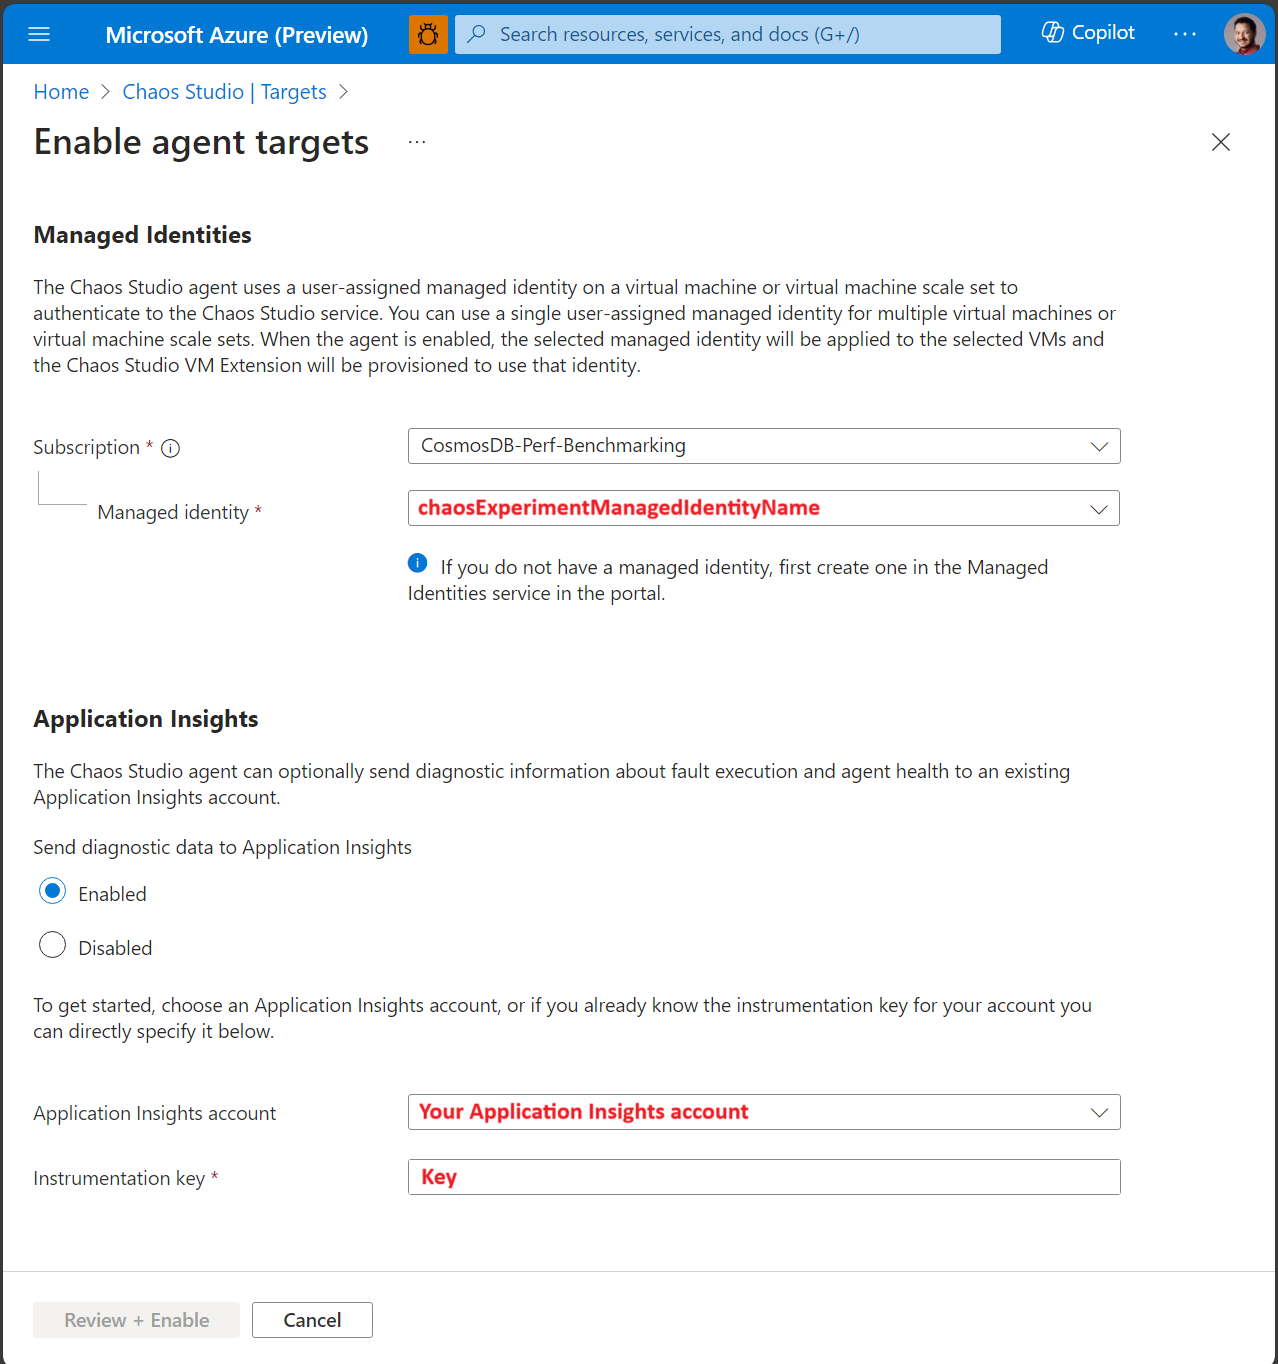 Microsoft Azure (Preview)
Search resources, services, and docs (G+/)
Copilot
Home > Chaos Studio | Targets >
Enable agent targets ...
Managed Identities
The Chaos Studio agent uses a user-assigned managed identity on a virtual machine or virtual machine scale set to
authenticate to the Chaos Studio service. You can use a single user-assigned managed identity for multiple virtual machines or
virtual machine scale sets. When the agent is enabled, the selected managed identity will be applied to the selected VMs and
the Chaos Studio VM Extension will be provisioned to use that identity.
Subscription *
CosmosDB-Perf-Benchmarking
Managed identity *
chaosExperimentManagedIdentityName
If you do not have a managed identity, first create one in the Managed
Identities service in the portal.
Application Insights
The Chaos Studio agent can optionally send diagnostic information about fault execution and agent health to an existing
Application Insights account.
Send diagnostic data to Application Insights
Enabled
Disabled
To get started, choose an Application Insights account, or if you already know the instrumentation key for your account you
can directly specify it below.
Application Insights account
Your Application Insights account
Instrumentation key *
Key
Review + Enable
Cancel